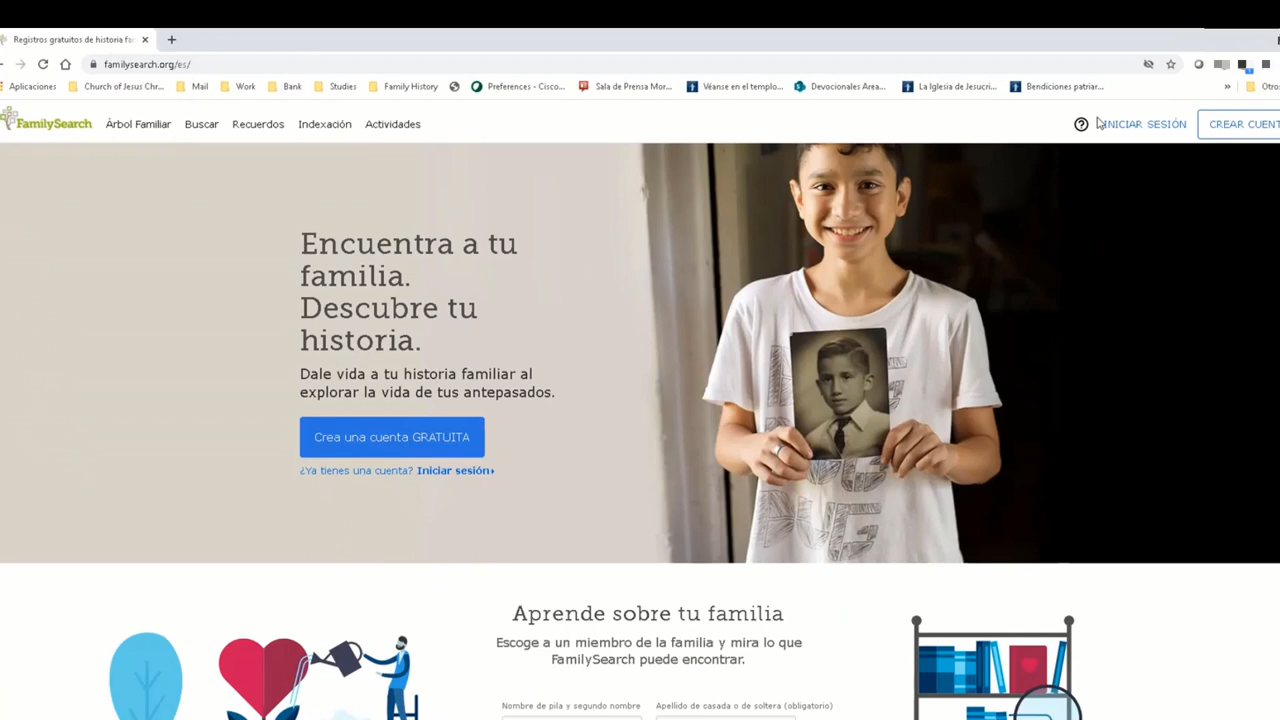 Registros gratuitos de historia fa
familysearch.org/es/
Aplicaciones Church of Jesus Chr... Mail Work Bank Studies Family History Preferences - Cisco... Sala de Prensa Mor... Véanse en el templo... Devocionales Area... La Iglesia de Jesucri... Bendiciones patriar... » Otro
FamilySearch Árbol Familiar Buscar Recuerdos Indexación Actividades INICIAR SESIÓN CREAR CUENT
Encuentra a tu
familia.
Descubre tu
historia.
Dale vida a tu historia familiar al
explorar la vida de tus antepasados.
Crea una cuenta GRATUITA
¿Ya tienes una cuenta? Iniciar sesión
Aprende sobre tu familia
Escoge a un miembro de la familia y mira lo que
FamilySearch puede encontrar.
Nombre de pila y segundo nombre Apellido de casada o de soltera (obligatorio)